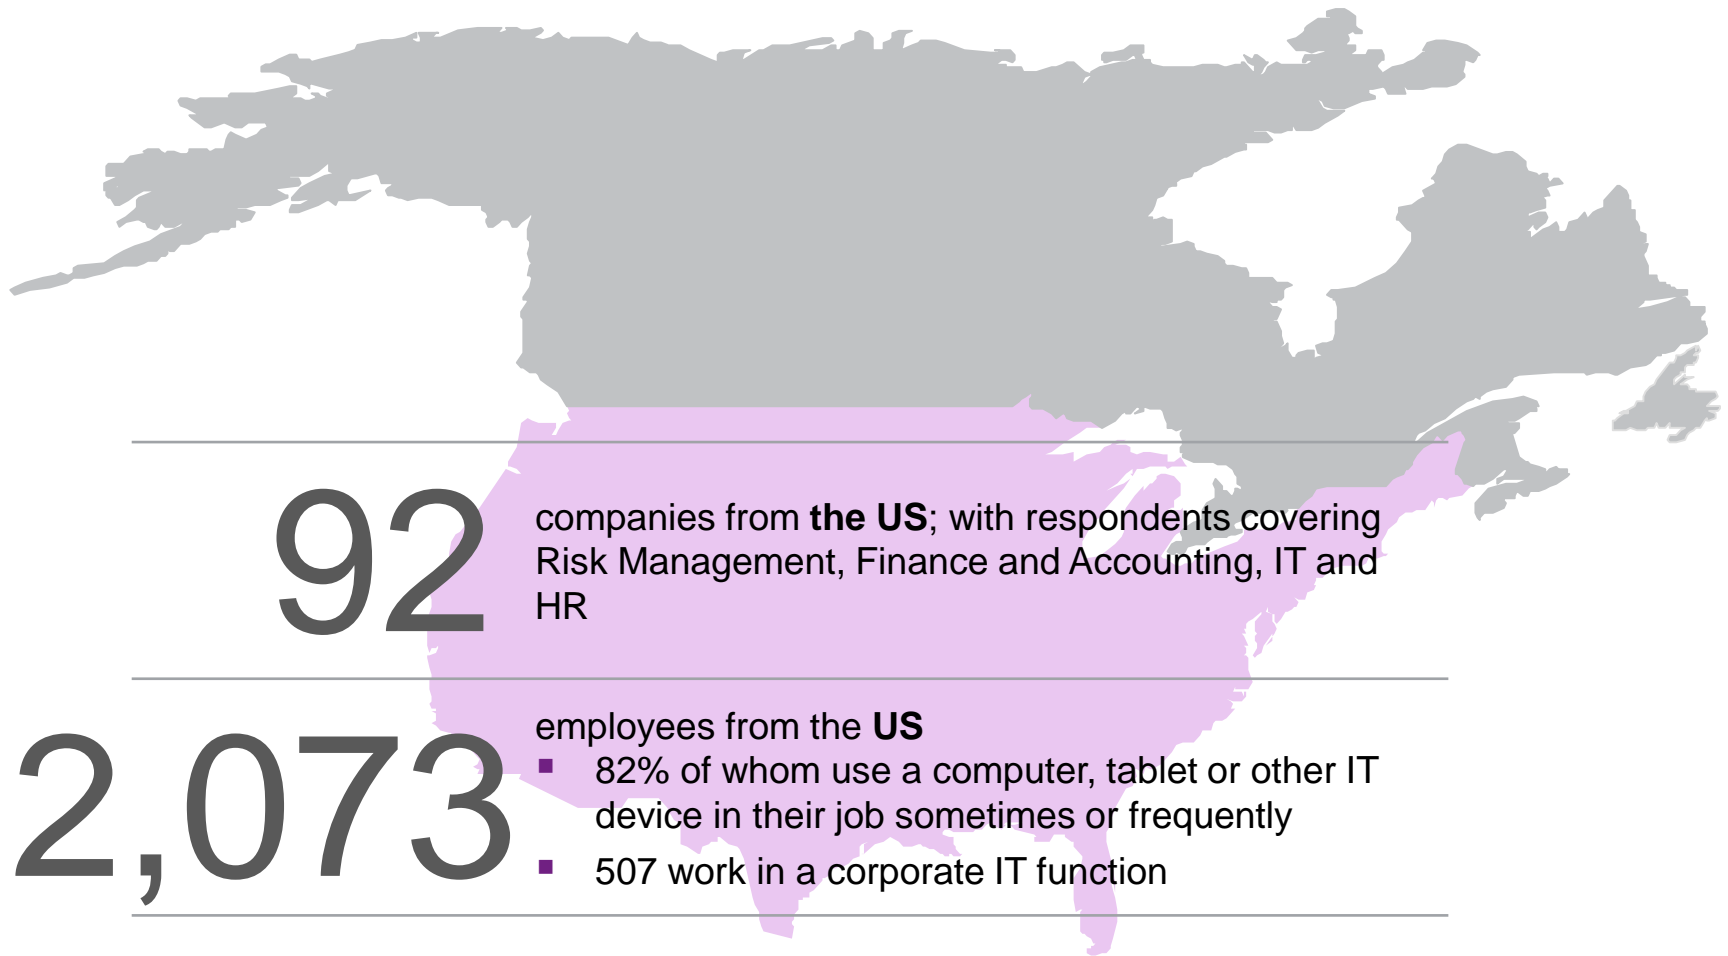 92
companies from the US; with respondents covering
Risk Management, Finance and Accounting, IT and
HR
2,073
employees from the US
▪ 82% of whom use a computer, tablet or other IT
device in their job sometimes or frequently
▪ 507 work in a corporate IT function